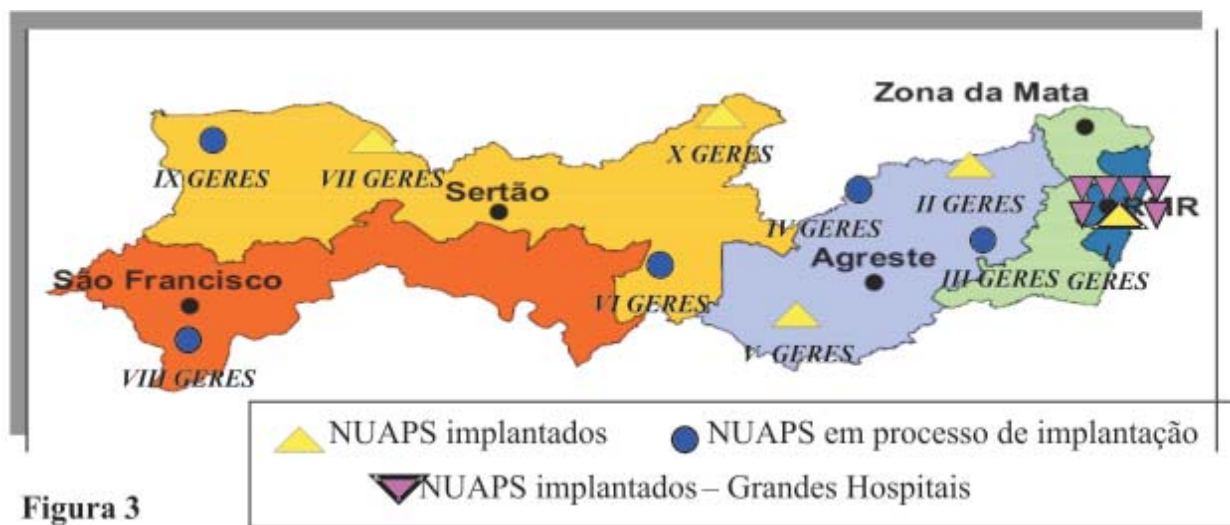 Zona da Mata
X GERES
IX GERES
VII GERES
Sertão
II GERES
RMR
IV GERES
São Francisco
Agreste
III GERES
I
GERES
VI GERES
V GERES
VIII GERES
NUAPS implantados
NUAPS em processo de implantação
NUAPS implantados – Grandes Hospitais
Figura 3